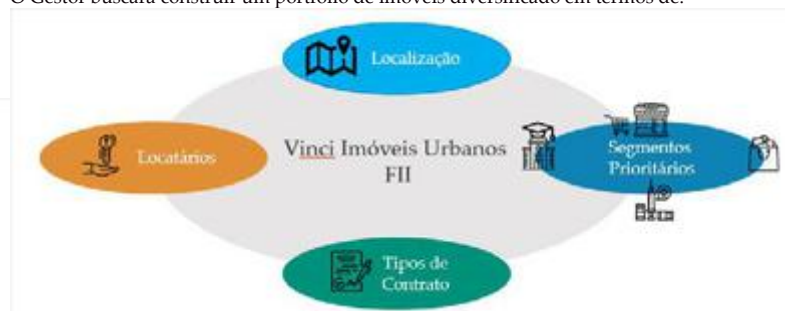 O Gestor buscará construir um portfólio de imóveis diversificado em termos de:
Localização
Locatários
Vinci Imóveis Urbanos
FII
Segmentos
Prioritários
Tipos de
Contrato